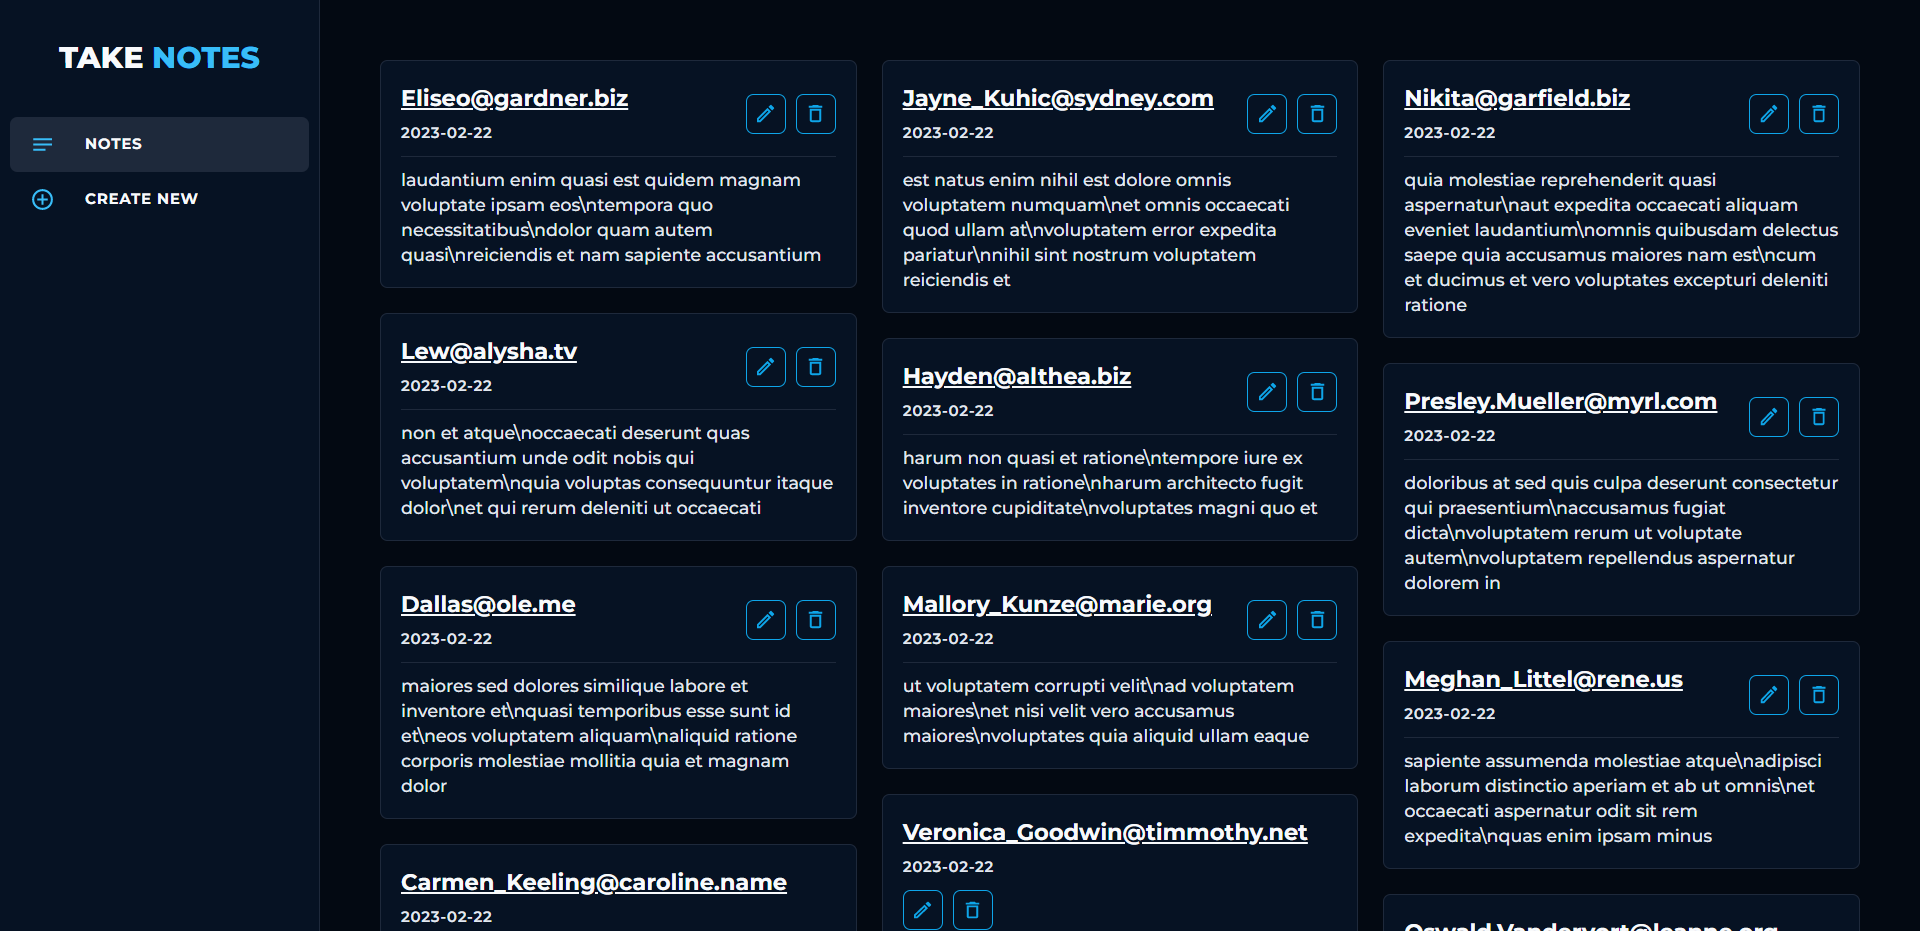 TAKE NOTES
NOTES
CREATE NEW
Eliseo@gardner.biz
2023-02-22
laudantium enim quasi est quidem magnam
voluptate ipsam eos\ntempora quo
necessitatibus\ndolor quam autem
quasi\nreiciendis et nam sapiente accusantium
Lew@alysha.tv
2023-02-22
non et atque\noccaecati deserunt quas
accusantium unde odit nobis qui
voluptatem\nquia voluptas consequuntur itaque
dolor\net qui rerum deleniti ut occaecati
Dallas@ole.me
2023-02-22
maiores sed dolores similique labore et
inventore et\nquasi temporibus esse sunt id
et\neos voluptatem aliquam\naliquid ratione
corporis molestiae mollitia quia et magnam
dolor
Carmen_Keeling@caroline.name
2023-02-22
Jayne_Kuhic@sydney.com
2023-02-22
est natus enim nihil est dolore omnis
voluptatem numquam\net omnis occaecati
quod ullam at\nvoluptatem error expedita
pariatur\nnihil sint nostrum voluptatem
reiciendis et
Hayden@althea.biz
2023-02-22
harum non quasi et ratione\ntempore iure ex
voluptates in ratione\nharum architecto fugit
inventore cupiditate\nvoluptates magni quo et
Mallory_Kunze@marie.org
2023-02-22
ut voluptatem corrupti velit\nad voluptatem
maiores\net nisi velit vero accusamus
maiores\nvoluptates quia aliquid ullam eaque
Veronica_Goodwin@timmothy.net
2023-02-22
Nikita@garfield.biz
2023-02-22
quia molestiae reprehenderit quasi
aspernatur\naut expedita occaecati aliquam
eveniet laudantium\nomnis quibusdam delectus
saepe quia accusamus maiores nam est\ncum
et ducimus et vero voluptates excepturi deleniti
ratione
Presley.Mueller@myrl.com
2023-02-22
doloribus at sed quis culpa deserunt consectetur
qui praesentium\naccusamus fugiat
dicta\nvoluptatem rerum ut voluptate
autem\nvoluptatem repellendus aspernatur
dolorem in
Meghan_Littel@rene.us
2023-02-22
sapiente assumenda molestiae atque\nadipisci
laborum distinctio aperiam et ab ut omnis\net
occaecati aspernatur odit sit rem
expedita\nquas enim ipsam minus
Oswald.Vandervort@leanne.org